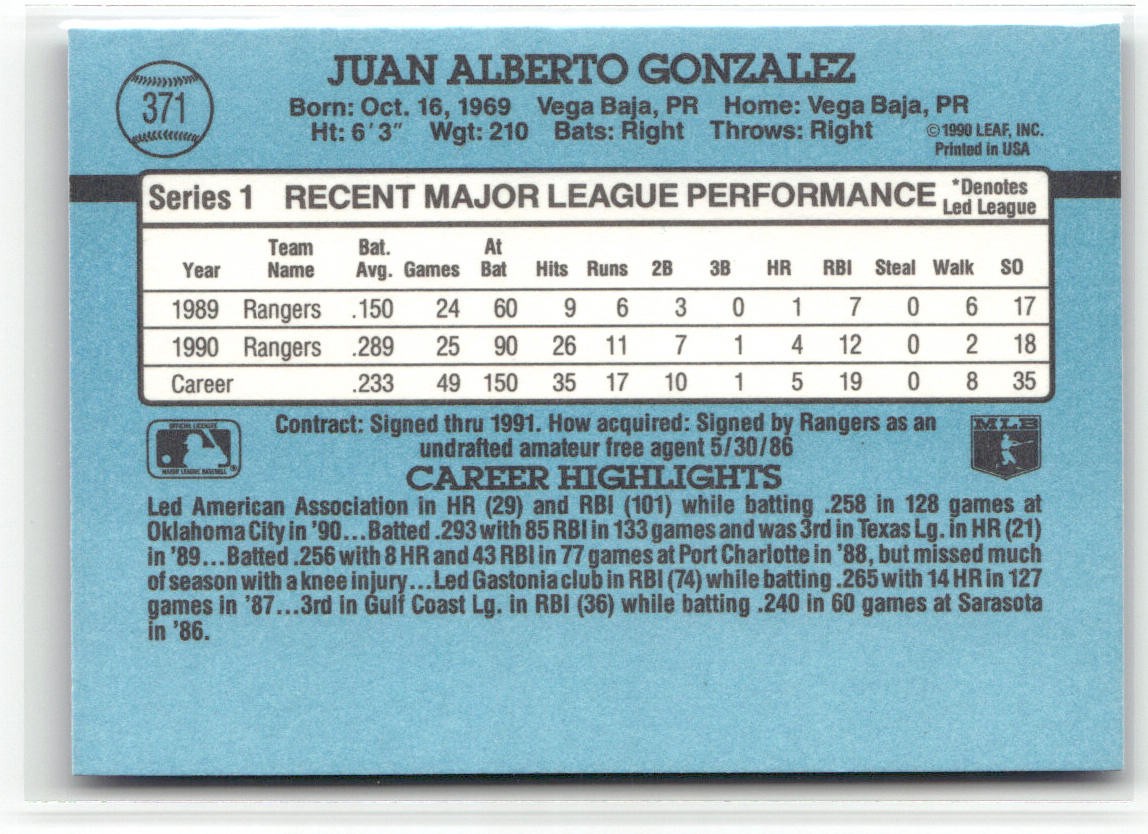 371
JUAN ALBERTO GONZALEZ
Born: Oct. 16, 1969 Vega Baja, PR Home: Vega Baja, PR
Ht: 6'3" Wgt: 210 Bats: Right Throws: Right
©1990 LEAF, INC.
Printed in USA
Series 1 RECENT MAJOR LEAGUE PERFORMANCE
*Denotes
Led League
Year Team Name Bat. Avg. Games At Bat Hits Runs 2B 3B HR RBI Steal Walk SO
1989 Rangers .150 24 60 9 6 3 0 1 7 0 6 17
1990 Rangers .289 25 90 26 11 7 1 4 12 0 2 18
Career .233 49 150 35 17 10 1 5 19 0 8 35
OFFICIAL LICENSEE
MAJOR LEAGUE BASEBALL
®
Contract: Signed thru 1991. How acquired: Signed by Rangers as an
undrafted amateur free agent 5/30/86
MLB
CAREER HIGHLIGHTS
Led American Association in HR (29) and RBI (101) while batting .258 in 128 games at
Oklahoma City in '90...Batted .293 with 85 RBI in 133 games and was 3rd in Texas Lg. in HR (21)
in '89...Batted .256 with 8 HR and 43 RBI in 77 games at Port Charlotte in '88, but missed much
of season with a knee injury...Led Gastonia club in RBI (74) while batting .265 with 14 HR in 127
games in '87...3rd in Gulf Coast Lg. in RBI (36) while batting .240 in 60 games at Sarasota
in '86.